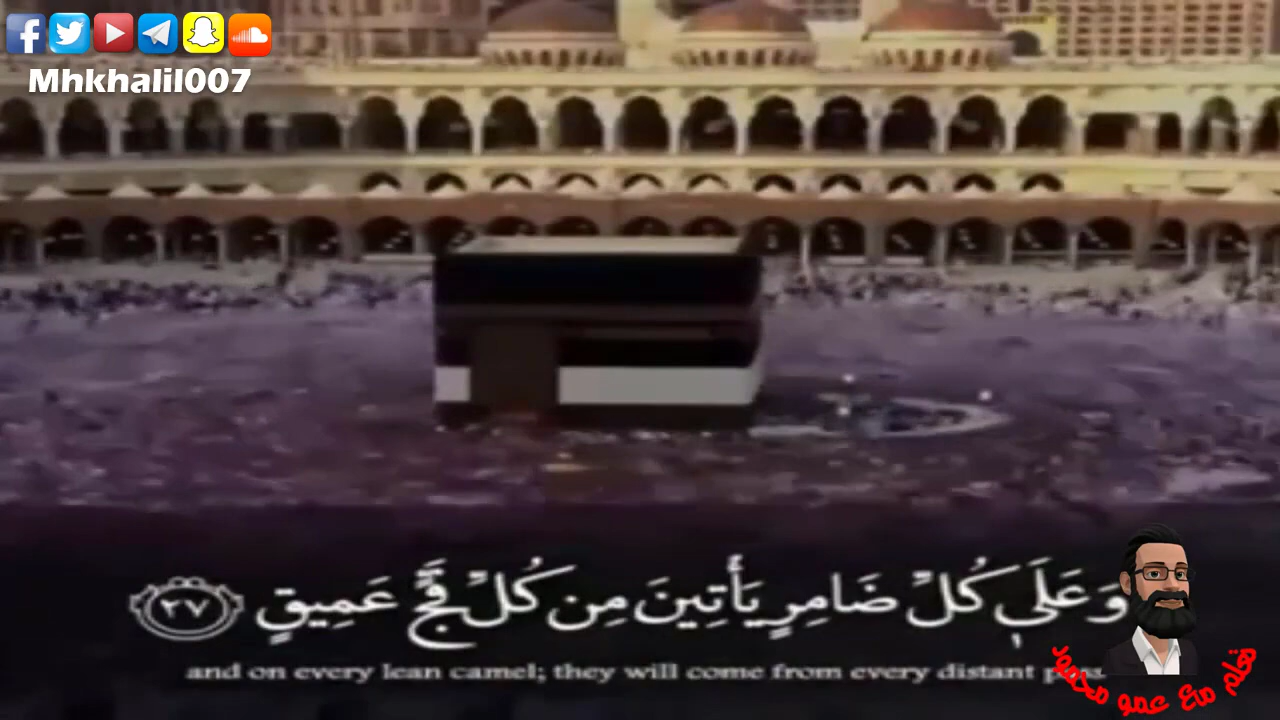 Mhkhalil007
وَعَلَىٰ كُلِّ ضَامِرٍ يَأْتِينَ مِن كُلِّ فَجٍّ عَمِيقٍ ٢٧
and on every lean camel; they will come from every distant
تعلم مع عمو محمود